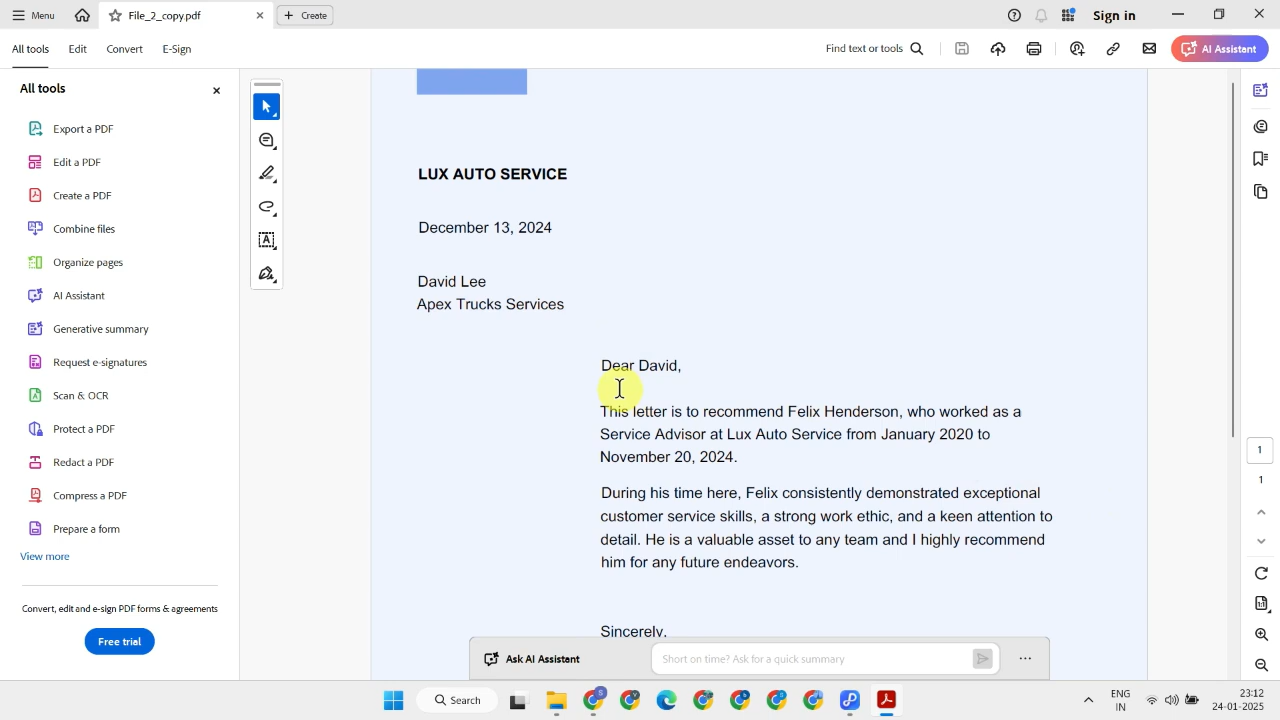 Menu
File_2_copy.pdf
Create
Sign in
All tools
Edit
Convert
E-Sign
Find text or tools
AI Assistant
All tools
Export a PDF
Edit a PDF
Create a PDF
Combine files
Organize pages
AI Assistant
Generative summary
Request e-signatures
Scan & OCR
Protect a PDF
Redact a PDF
Compress a PDF
Prepare a form
View more
Convert, edit and e-sign PDF forms & agreements
Free trial
LUX AUTO SERVICE
December 13, 2024
David Lee
Apex Trucks Services
Dear David,
This letter is to recommend Felix Henderson, who worked as a
Service Advisor at Lux Auto Service from January 2020 to
November 20, 2024.
During his time here, Felix consistently demonstrated exceptional
customer service skills, a strong work ethic, and a keen attention to
detail. He is a valuable asset to any team and I highly recommend
him for any future endeavors.
Sincerely,
Ask AI Assistant
Short on time? Ask for a quick summary
1
1
Search
ENG
IN
23:12
24-01-2025